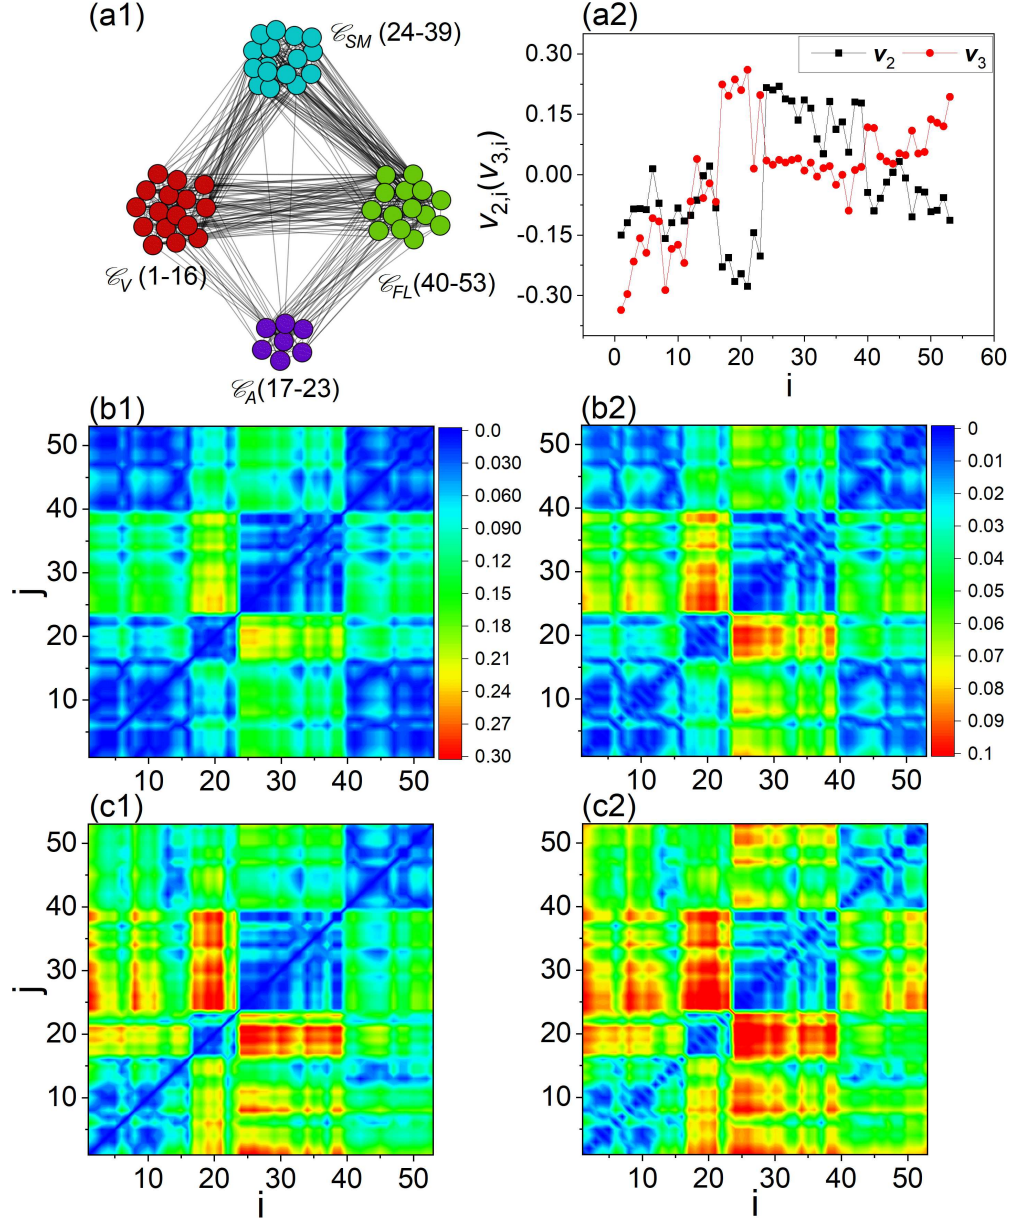 (a1)
𝒞SM (24-39)
𝒞V (1-16)
𝒞FL (40-53)
𝒞A (17-23)
(a2)
v2 v3
v2,i(v3,i)
0.30
0.15
0.00
-0.15
-0.30
0 10 20 30 40 50 60
i
(b1)
50
40
30
20
10
j
10 20 30 40 50
0.0
0.030
0.060
0.090
0.120
0.15
0.18
0.21
0.24
0.27
0.30
(b2)
50
40
30
20
10
10 20 30 40 50
0
0.01
0.02
0.03
0.04
0.05
0.06
0.07
0.08
0.09
0.1
(c1)
50
40
30
20
10
j
10 20 30 40 50
i
(c2)
50
40
30
20
10
10 20 30 40 50
i